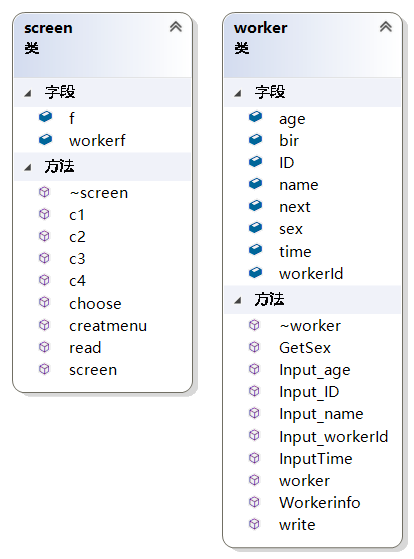 screen
类
字段
f
workerf
方法
~screen
c1
c2
c3
c4
choose
creatmenu
read
screen
worker
类
字段
age
bir
ID
name
next
sex
time
workerId
方法
~worker
GetSex
Input_age
Input_ID
Input_name
Input_workerId
InputTime
worker
Workerinfo
write